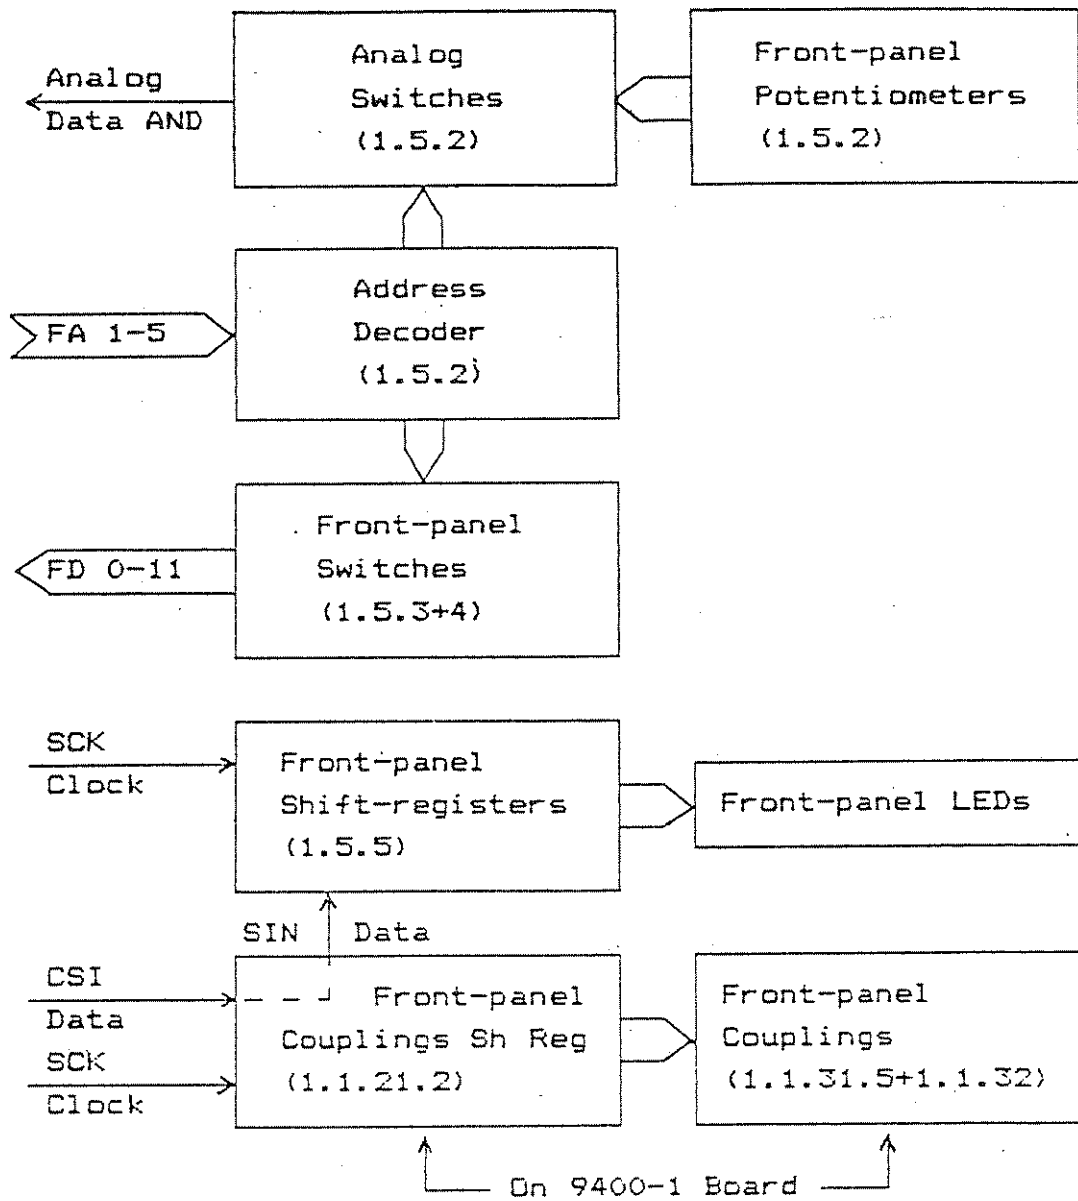 Analog
Data AND
Analog
Switches
(1.5.2)
Front-panel
Potentiometers
(1.5.2)
FA 1-5
Address
Decoder
(1.5.2)
FD 0-11
Front-panel
Switches
(1.5.3+4)
SCK
Clock
Front-panel
Shift-registers
(1.5.5)
Front-panel LEDs
SIN Data
CSI
Data
SCK
Clock
Front-panel
Couplings Sh Reg
(1.1.21.2)
Front-panel
Couplings
(1.1.31.5+1.1.32)
On 9400-1 Board